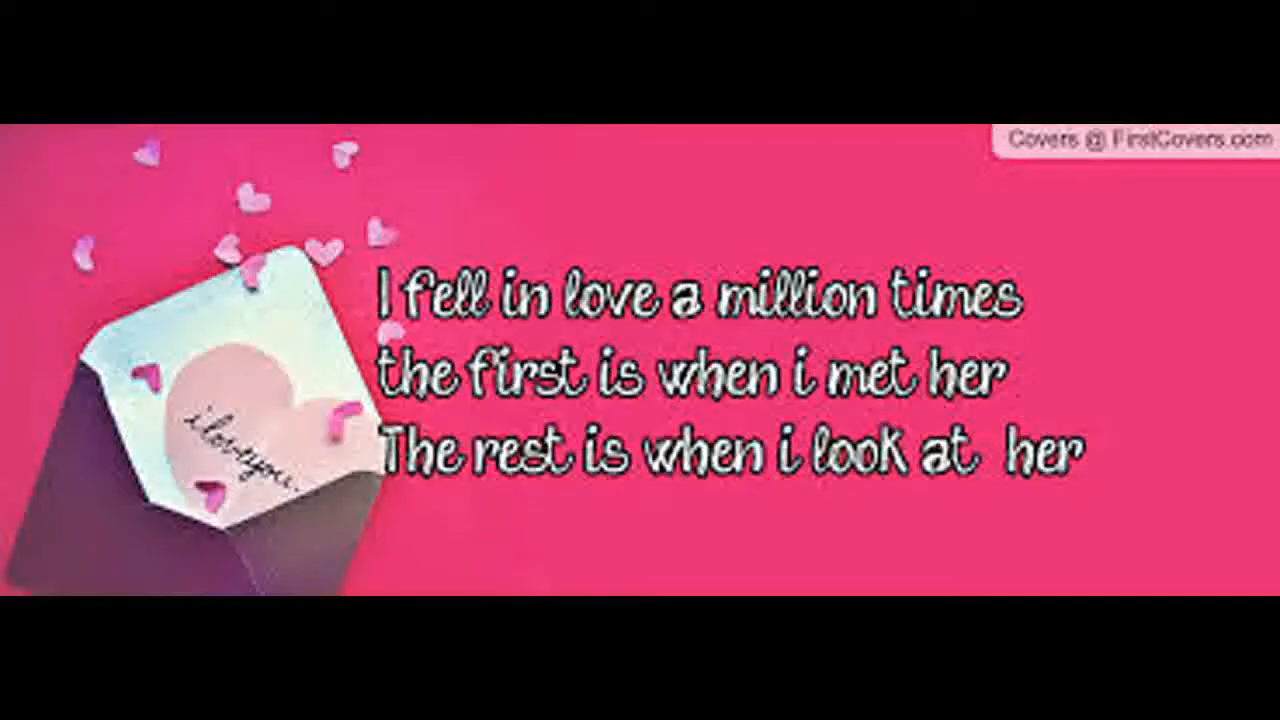 Covers @ FirstCovers.com
I fell in love a million times
the first is when i met her
The rest is when i look at her
i love you.